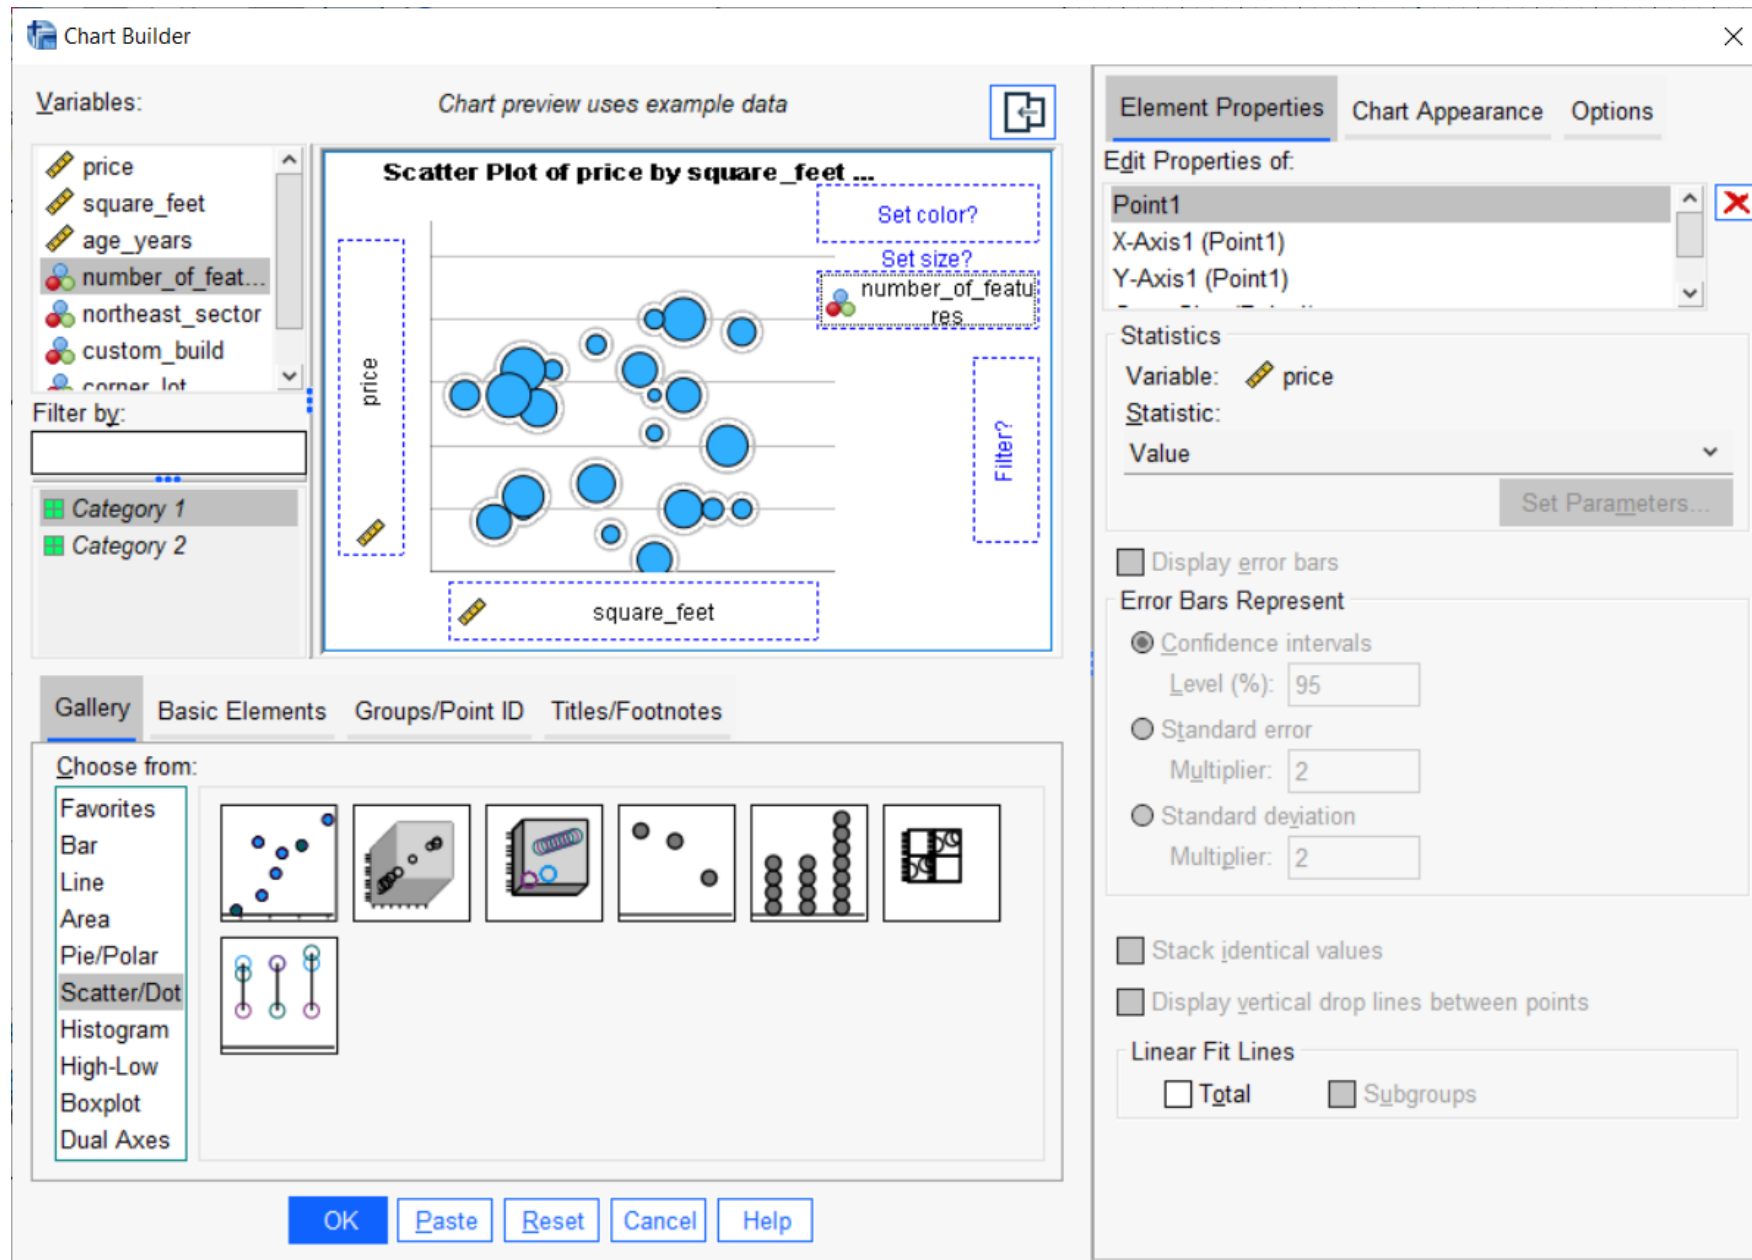 Chart Builder
Variables:
Chart preview uses example data
price
square_feet
age_years
number_of_feat...
northeast_sector
custom_build
corner_lot
Filter by:
Category 1
Category 2
Scatter Plot of price by square_feet ...
Set color?
Set size?
number_of_featu
res
price
Filter?
square_feet
Gallery
Basic Elements
Groups/Point ID
Titles/Footnotes
Choose from:
Favorites
Bar
Line
Area
Pie/Polar
Scatter/Dot
Histogram
High-Low
Boxplot
Dual Axes
OK
Paste
Reset
Cancel
Help
Element Properties
Chart Appearance
Options
Edit Properties of:
Point1
X-Axis1 (Point1)
Y-Axis1 (Point1)
Statistics
Variable: price
Statistic:
Value
Set Parameters...
Display error bars
Error Bars Represent
Confidence intervals
Level (%): 95
Standard error
Multiplier: 2
Standard deviation
Multiplier: 2
Stack identical values
Display vertical drop lines between points
Linear Fit Lines
Total
Subgroups